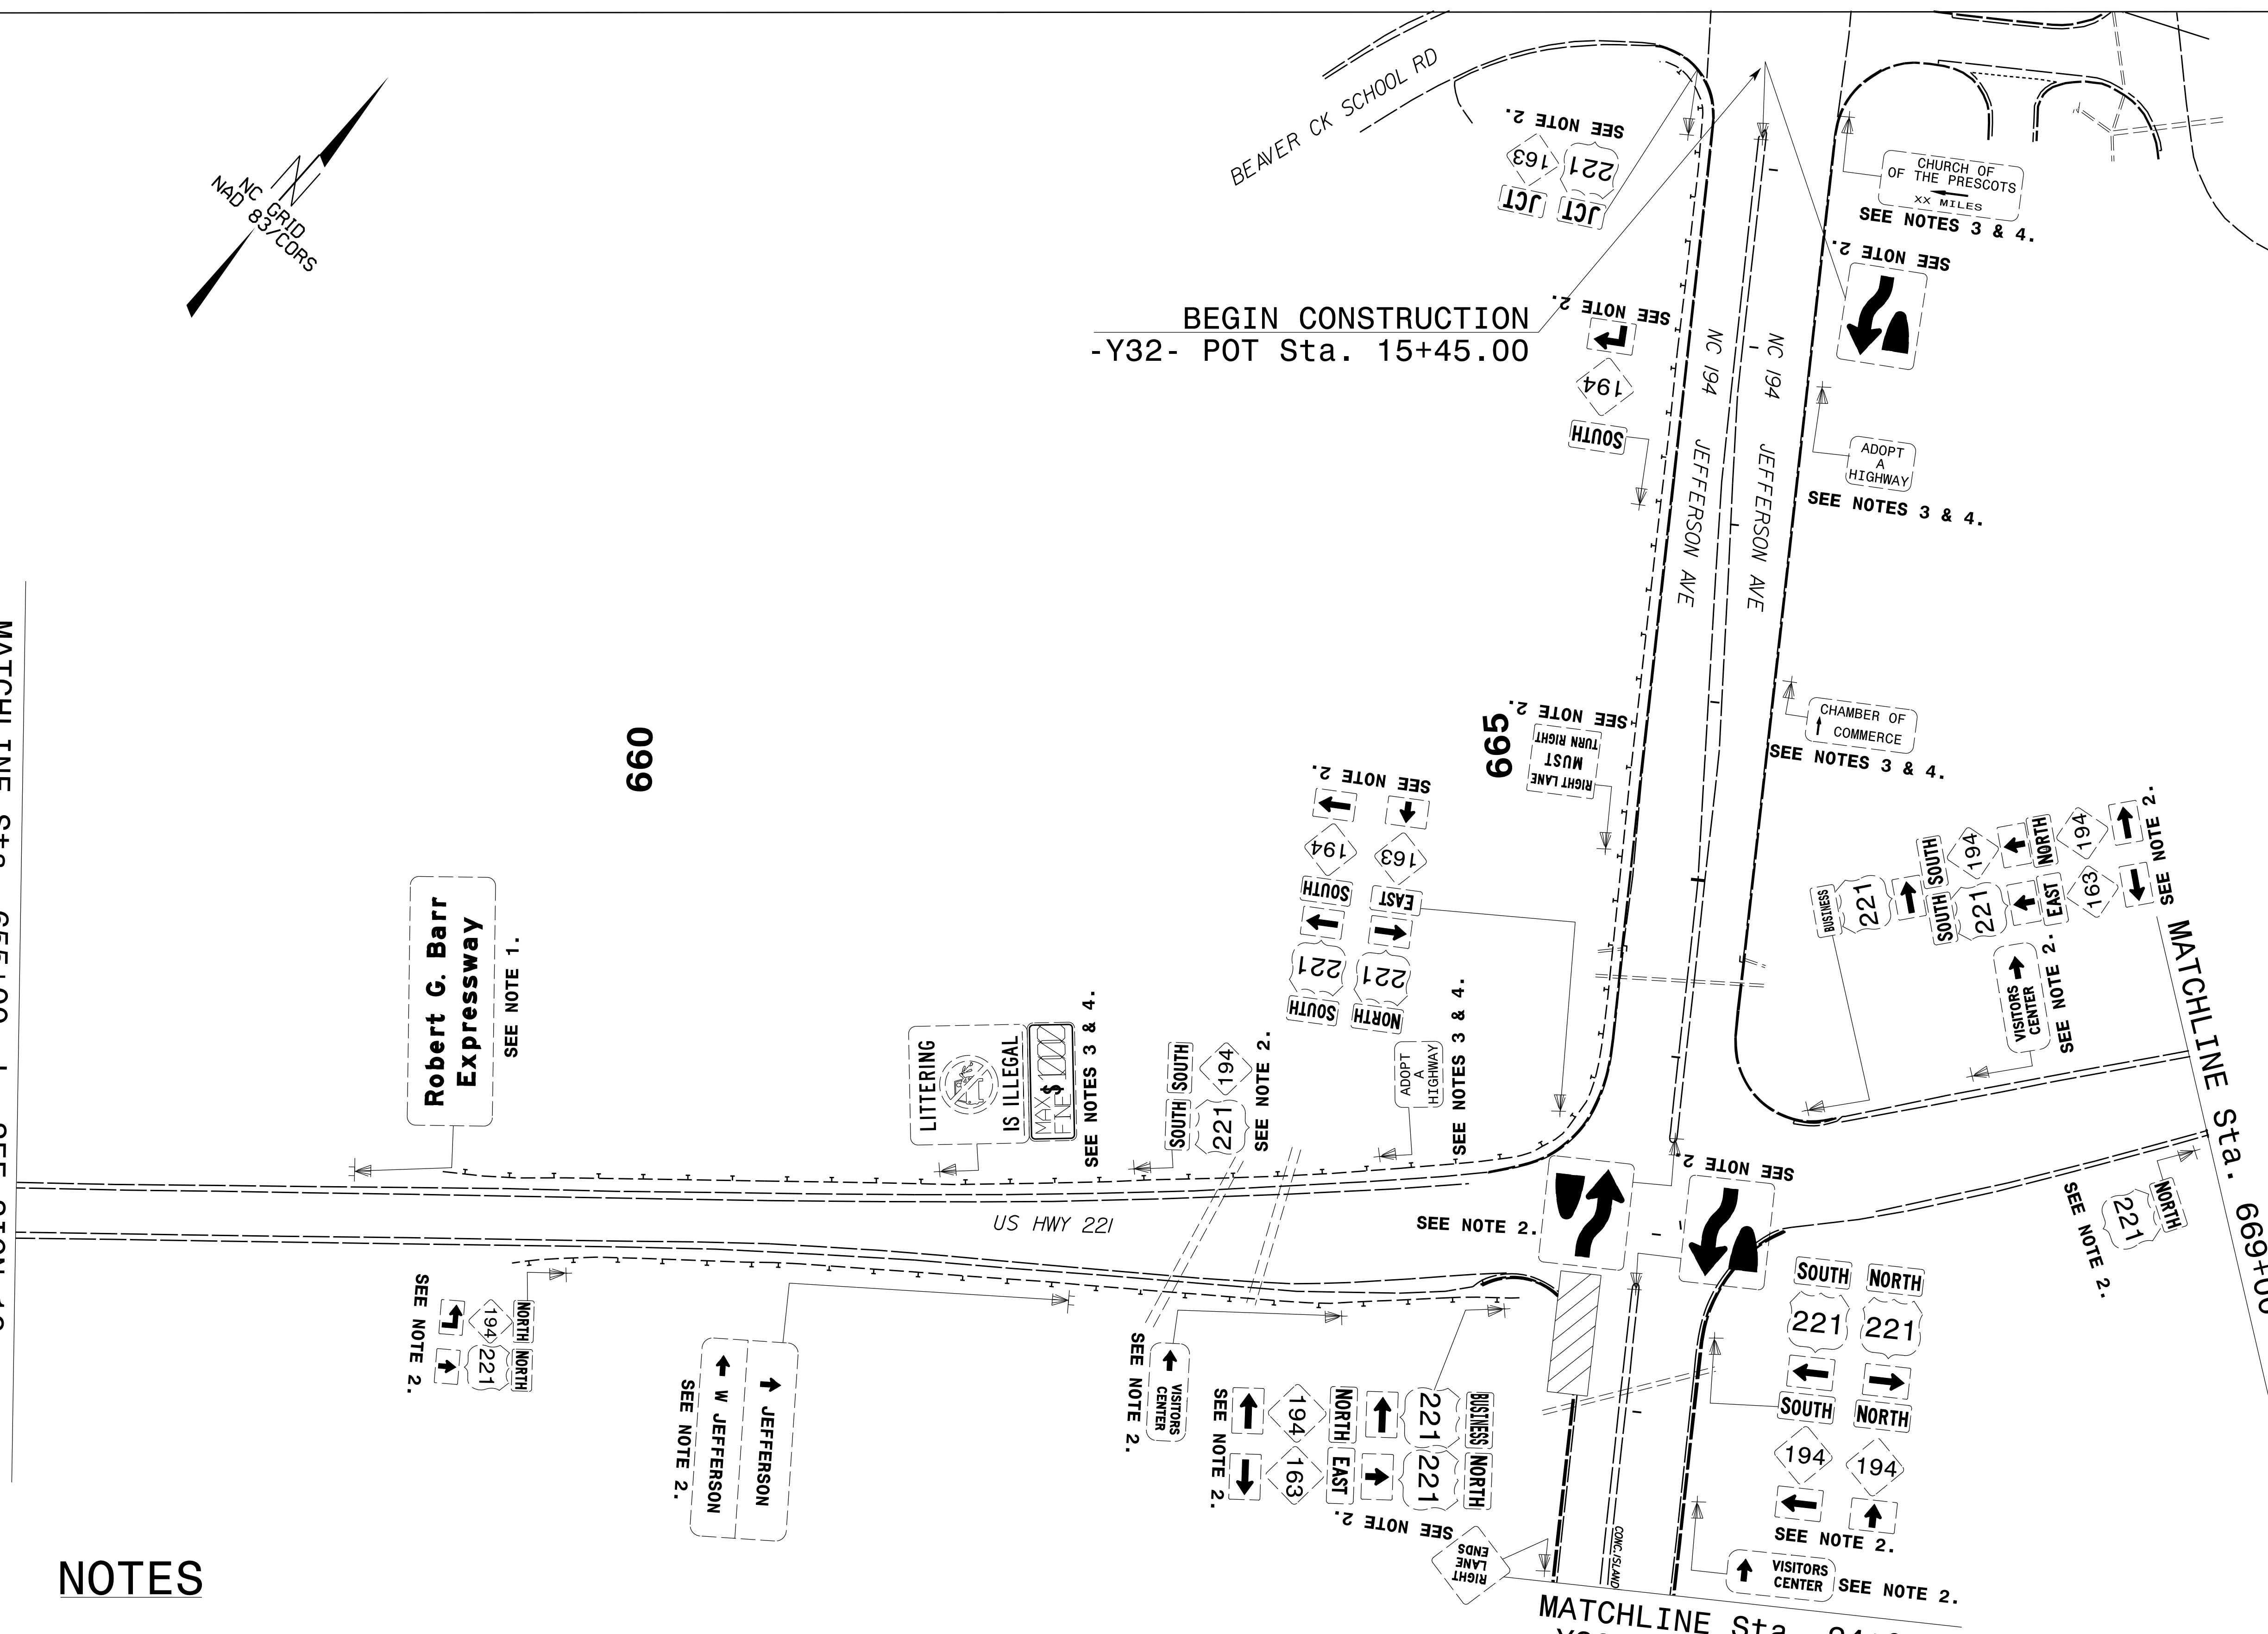 BEAVER CK SCHOOL RD
NC GRID
NAD 83/CORS
SEE NOTE 2.
163
221
JCT
JCT
CHURCH OF
OF THE PRESCOTS
XX MILES
SEE NOTES 3 & 4.
SEE NOTE 2.
BEGIN CONSTRUCTION
-Y32- POT Sta. 15+45.00
SEE NOTE 2.
194
SOUTH
NC 194 JEFFERSON AVE
NC 194 JEFFERSON AVE
ADOPT
A
HIGHWAY
SEE NOTES 3 & 4.
CHAMBER OF
COMMERCE
SEE NOTES 3 & 4.
660
665
SEE NOTE 2.
RIGHT LANE
MUST
TURN RIGHT
SEE NOTE 2.
194
163
SOUTH
EAST
221
221
SOUTH
NORTH
BUSINESS
221
SOUTH
194
NORTH
194
SOUTH
221
EAST
163
SEE NOTE 2.
VISITORS
CENTER
SEE NOTE 2.
Robert G. Barr
Expressway
SEE NOTE 1.
LITTERING
IS ILLEGAL
MAX
FINE
$1000
SEE NOTES 3 & 4.
SOUTH
SOUTH
194
221
SEE NOTE 2.
ADOPT
A
HIGHWAY
SEE NOTES 3 & 4.
US HWY 221
SEE NOTE 2.
SEE NOTE 2.
NORTH
221
SEE NOTE 2.
MATCHLINE Sta. 669+00
SEE NOTE 2.
NORTH
194
NORTH
221
JEFFERSON
W JEFFERSON
SEE NOTE 2.
VISITORS
CENTER
SEE NOTE 2.
BUSINESS
221
NORTH
194
NORTH
221
EAST
163
SEE NOTE 2.
SEE NOTE 2.
RIGHT
LANE
ENDS
CONC.ISLAND
SOUTH
NORTH
221
221
SOUTH
NORTH
194
194
SEE NOTE 2.
VISITORS
CENTER
SEE NOTE 2.
NOTES
MATCHLINE Sta.